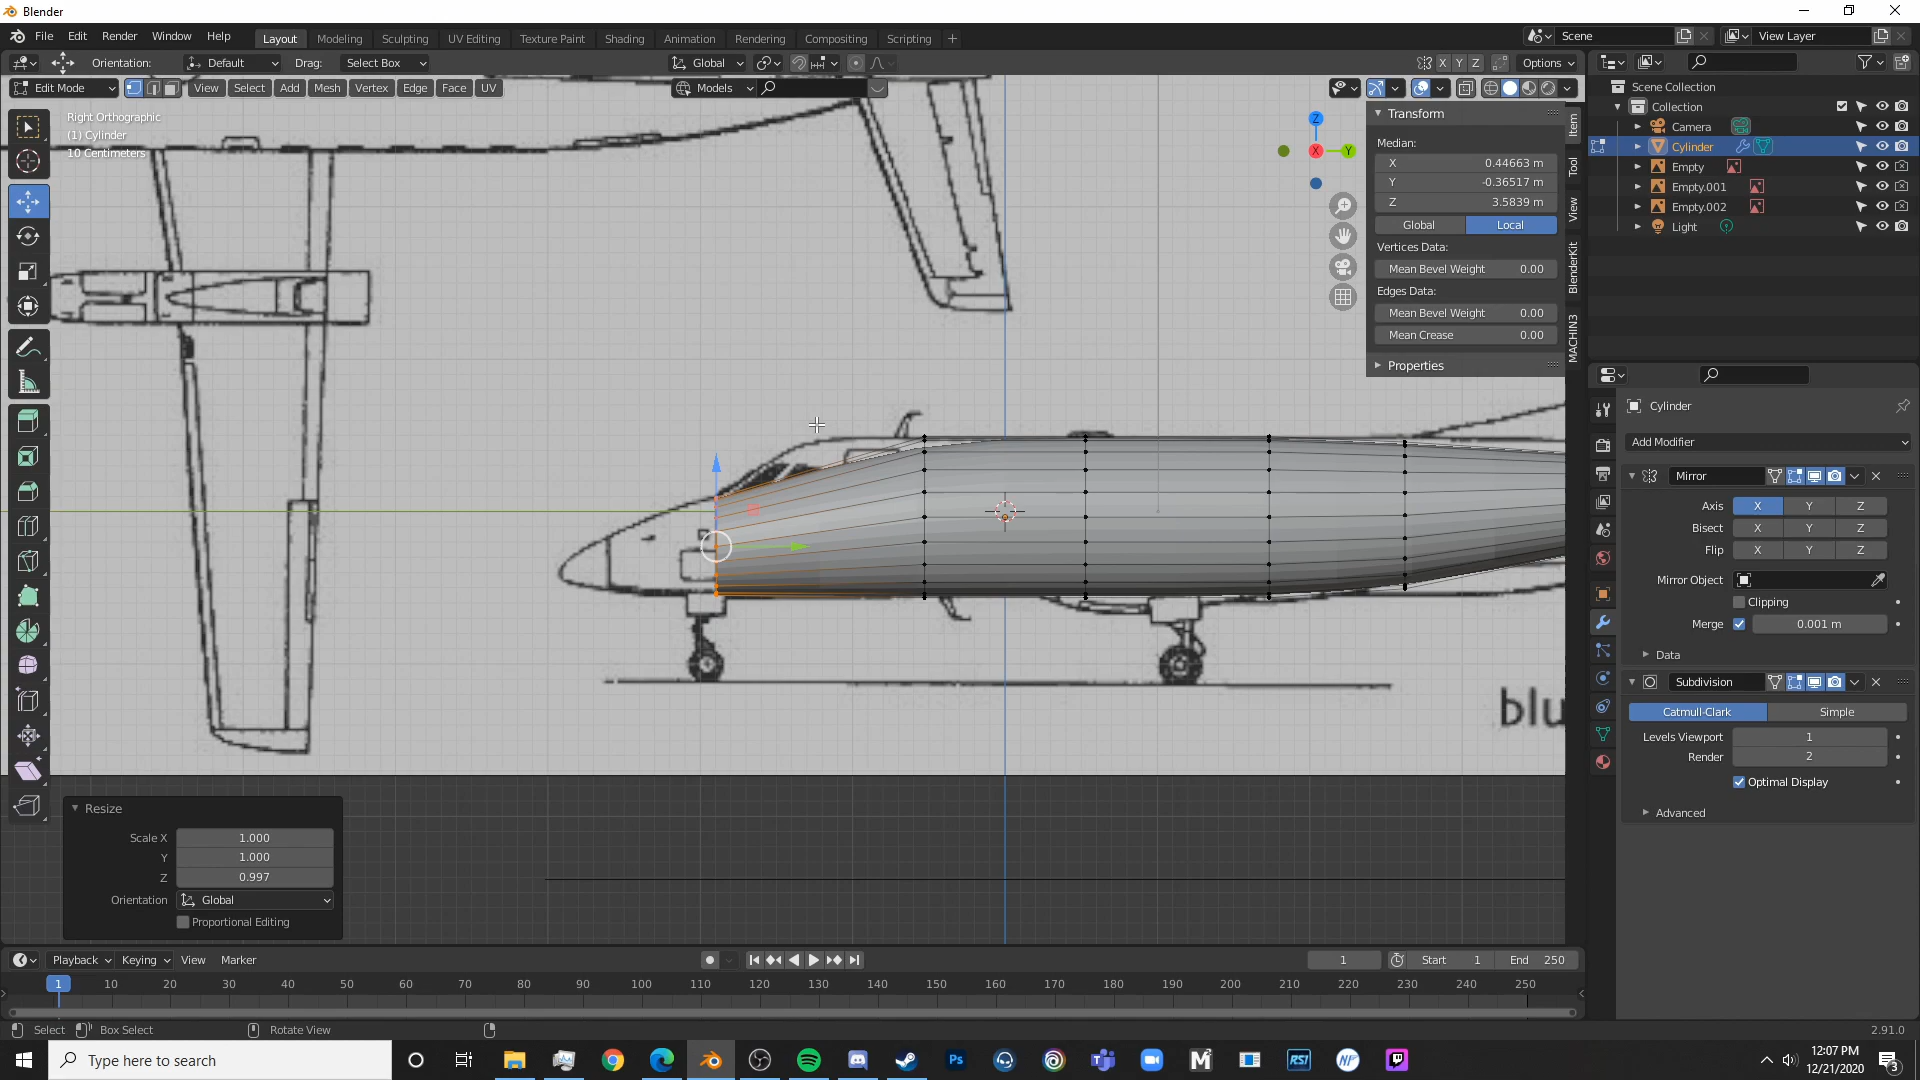 Blender
File Edit Render Window Help
Layout Modeling Sculpting UV Editing Texture Paint Shading Animation Rendering Compositing Scripting +
Scene View Layer
Orientation: Default Drag: Select Box Global X Y Z Options
Edit Mode View Select Add Mesh Vertex Edge Face UV Models
Right Orthographic
(1) Cylinder
10 Centimeters
Z
X
Y
Transform
Median:
X 0.44663 m
Y -0.36517 m
Z 3.5839 m
Global Local
Vertices Data:
Mean Bevel Weight 0.00
Edges Data:
Mean Bevel Weight 0.00
Mean Crease 0.00
Properties
Item
Tool
View
BlenderKit
MACHIN3
Scene Collection
Collection
Camera
Cylinder
Empty
Empty.001
Empty.002
Light
Cylinder
Add Modifier
Mirror
Axis X Y Z
Bisect X Y Z
Flip X Y Z
Mirror Object
Clipping
Merge 0.001 m
Data
Subdivision
Catmull-Clark Simple
Levels Viewport 1
Render 2
Optimal Display
Advanced
blu
Resize
Scale X 1.000
Y 1.000
Z 0.997
Orientation Global
Proportional Editing
Playback Keying View Marker 1 Start 1 End 250
1 10 20 30 40 50 60 70 80 90 100 110 120 130 140 150 160 170 180 190 200 210 220 230 240 250
Select Box Select Rotate View 2.91.0
Type here to search
Ps
M
RSI
NF
12:07 PM
12/21/2020
3